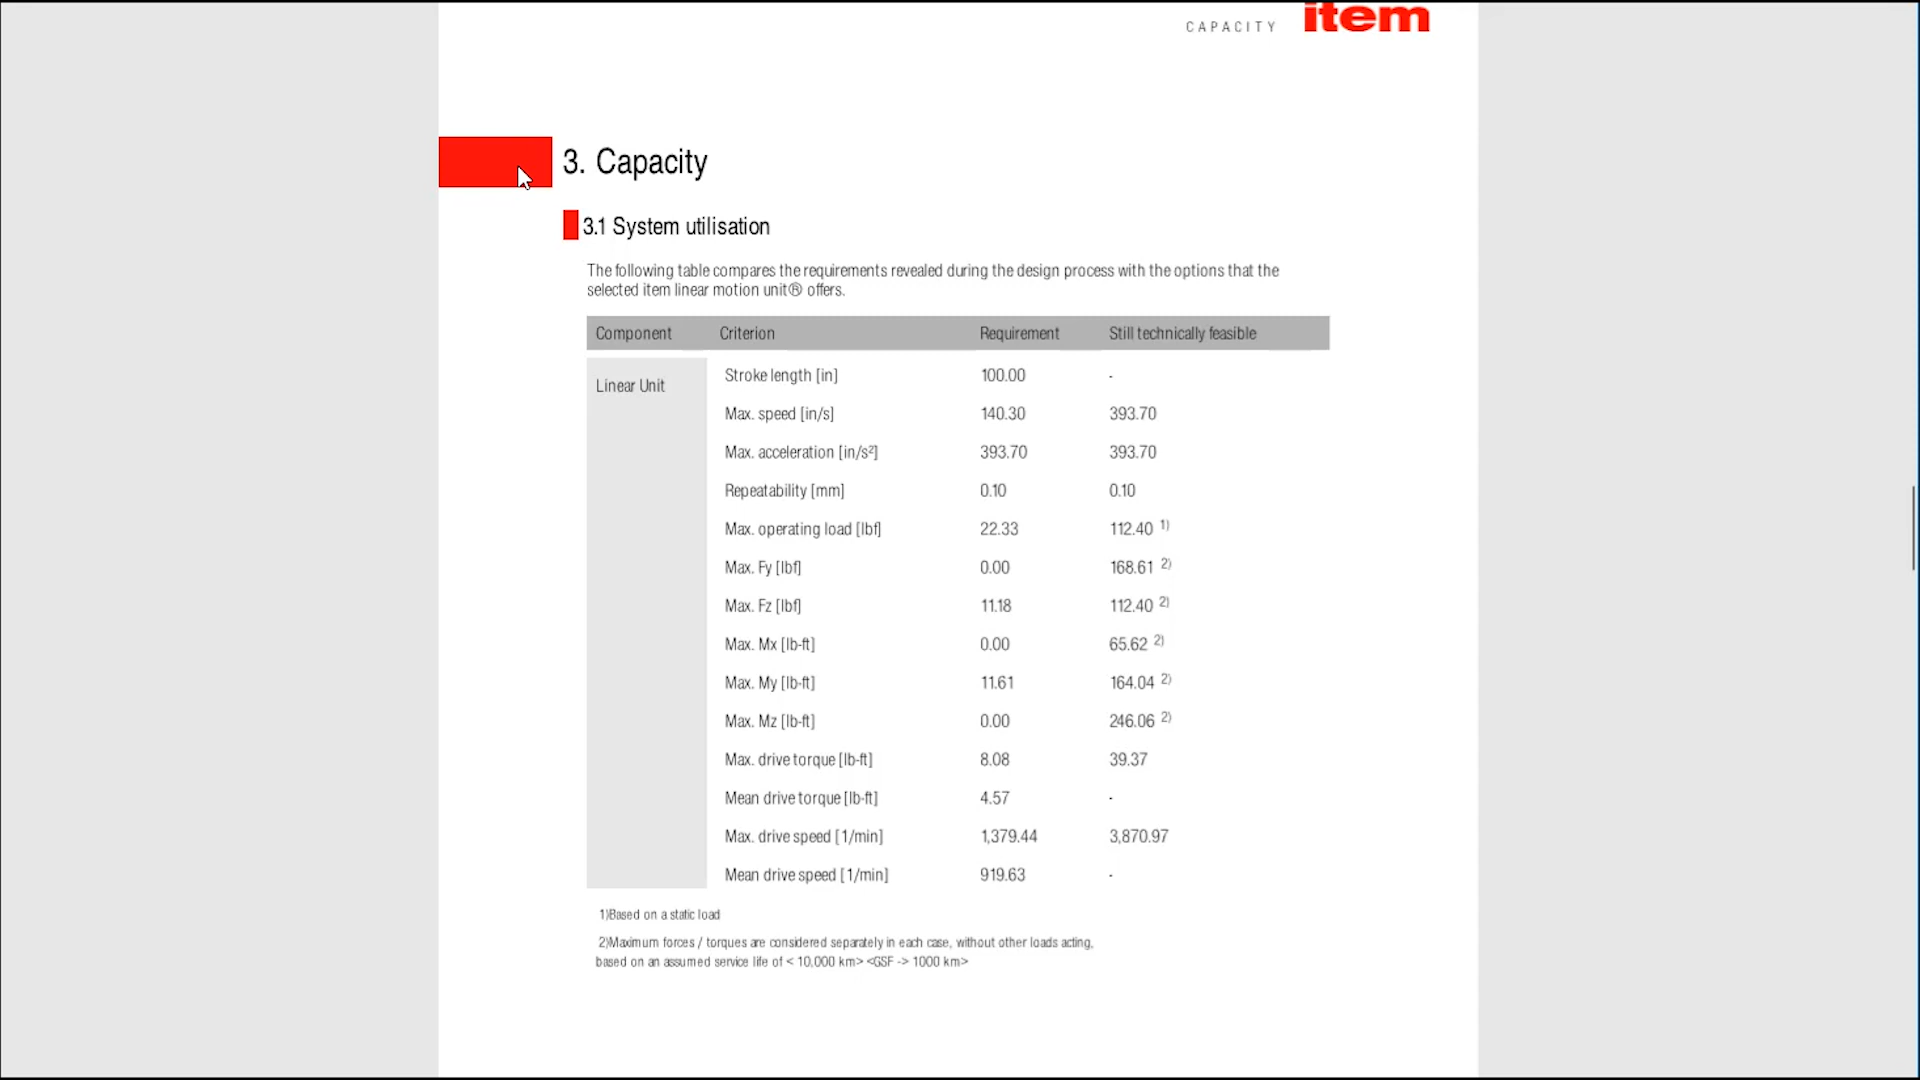 CAPACITY item
3. Capacity
3.1 System utilisation
The following table compares the requirements revealed during the design process with the options that the
selected item linear motion unit® offers.
Component Criterion Requirement Still technically feasible
Linear Unit
Stroke length [in] 100.00 -
Max. speed [in/s] 140.30 393.70
Max. acceleration [in/s²] 393.70 393.70
Repeatability [mm] 0.10 0.10
Max. operating load [lbf] 22.33 112.40 1)
Max. Fy [lbf] 0.00 168.61 2)
Max. Fz [lbf] 11.18 112.40 2)
Max. Mx [lb-ft] 0.00 65.62 2)
Max. My [lb-ft] 11.61 164.04 2)
Max. Mz [lb-ft] 0.00 246.06 2)
Max. drive torque [lb-ft] 8.08 39.37
Mean drive torque [lb-ft] 4.57 -
Max. drive speed [1/min] 1,379.44 3,870.97
Mean drive speed [1/min] 919.63 -
1)Based on a static load
2)Maximum forces / torques are considered separately in each case, without other loads acting,
based on an assumed service life of < 10.000 km> <GSF -> 1000 km>